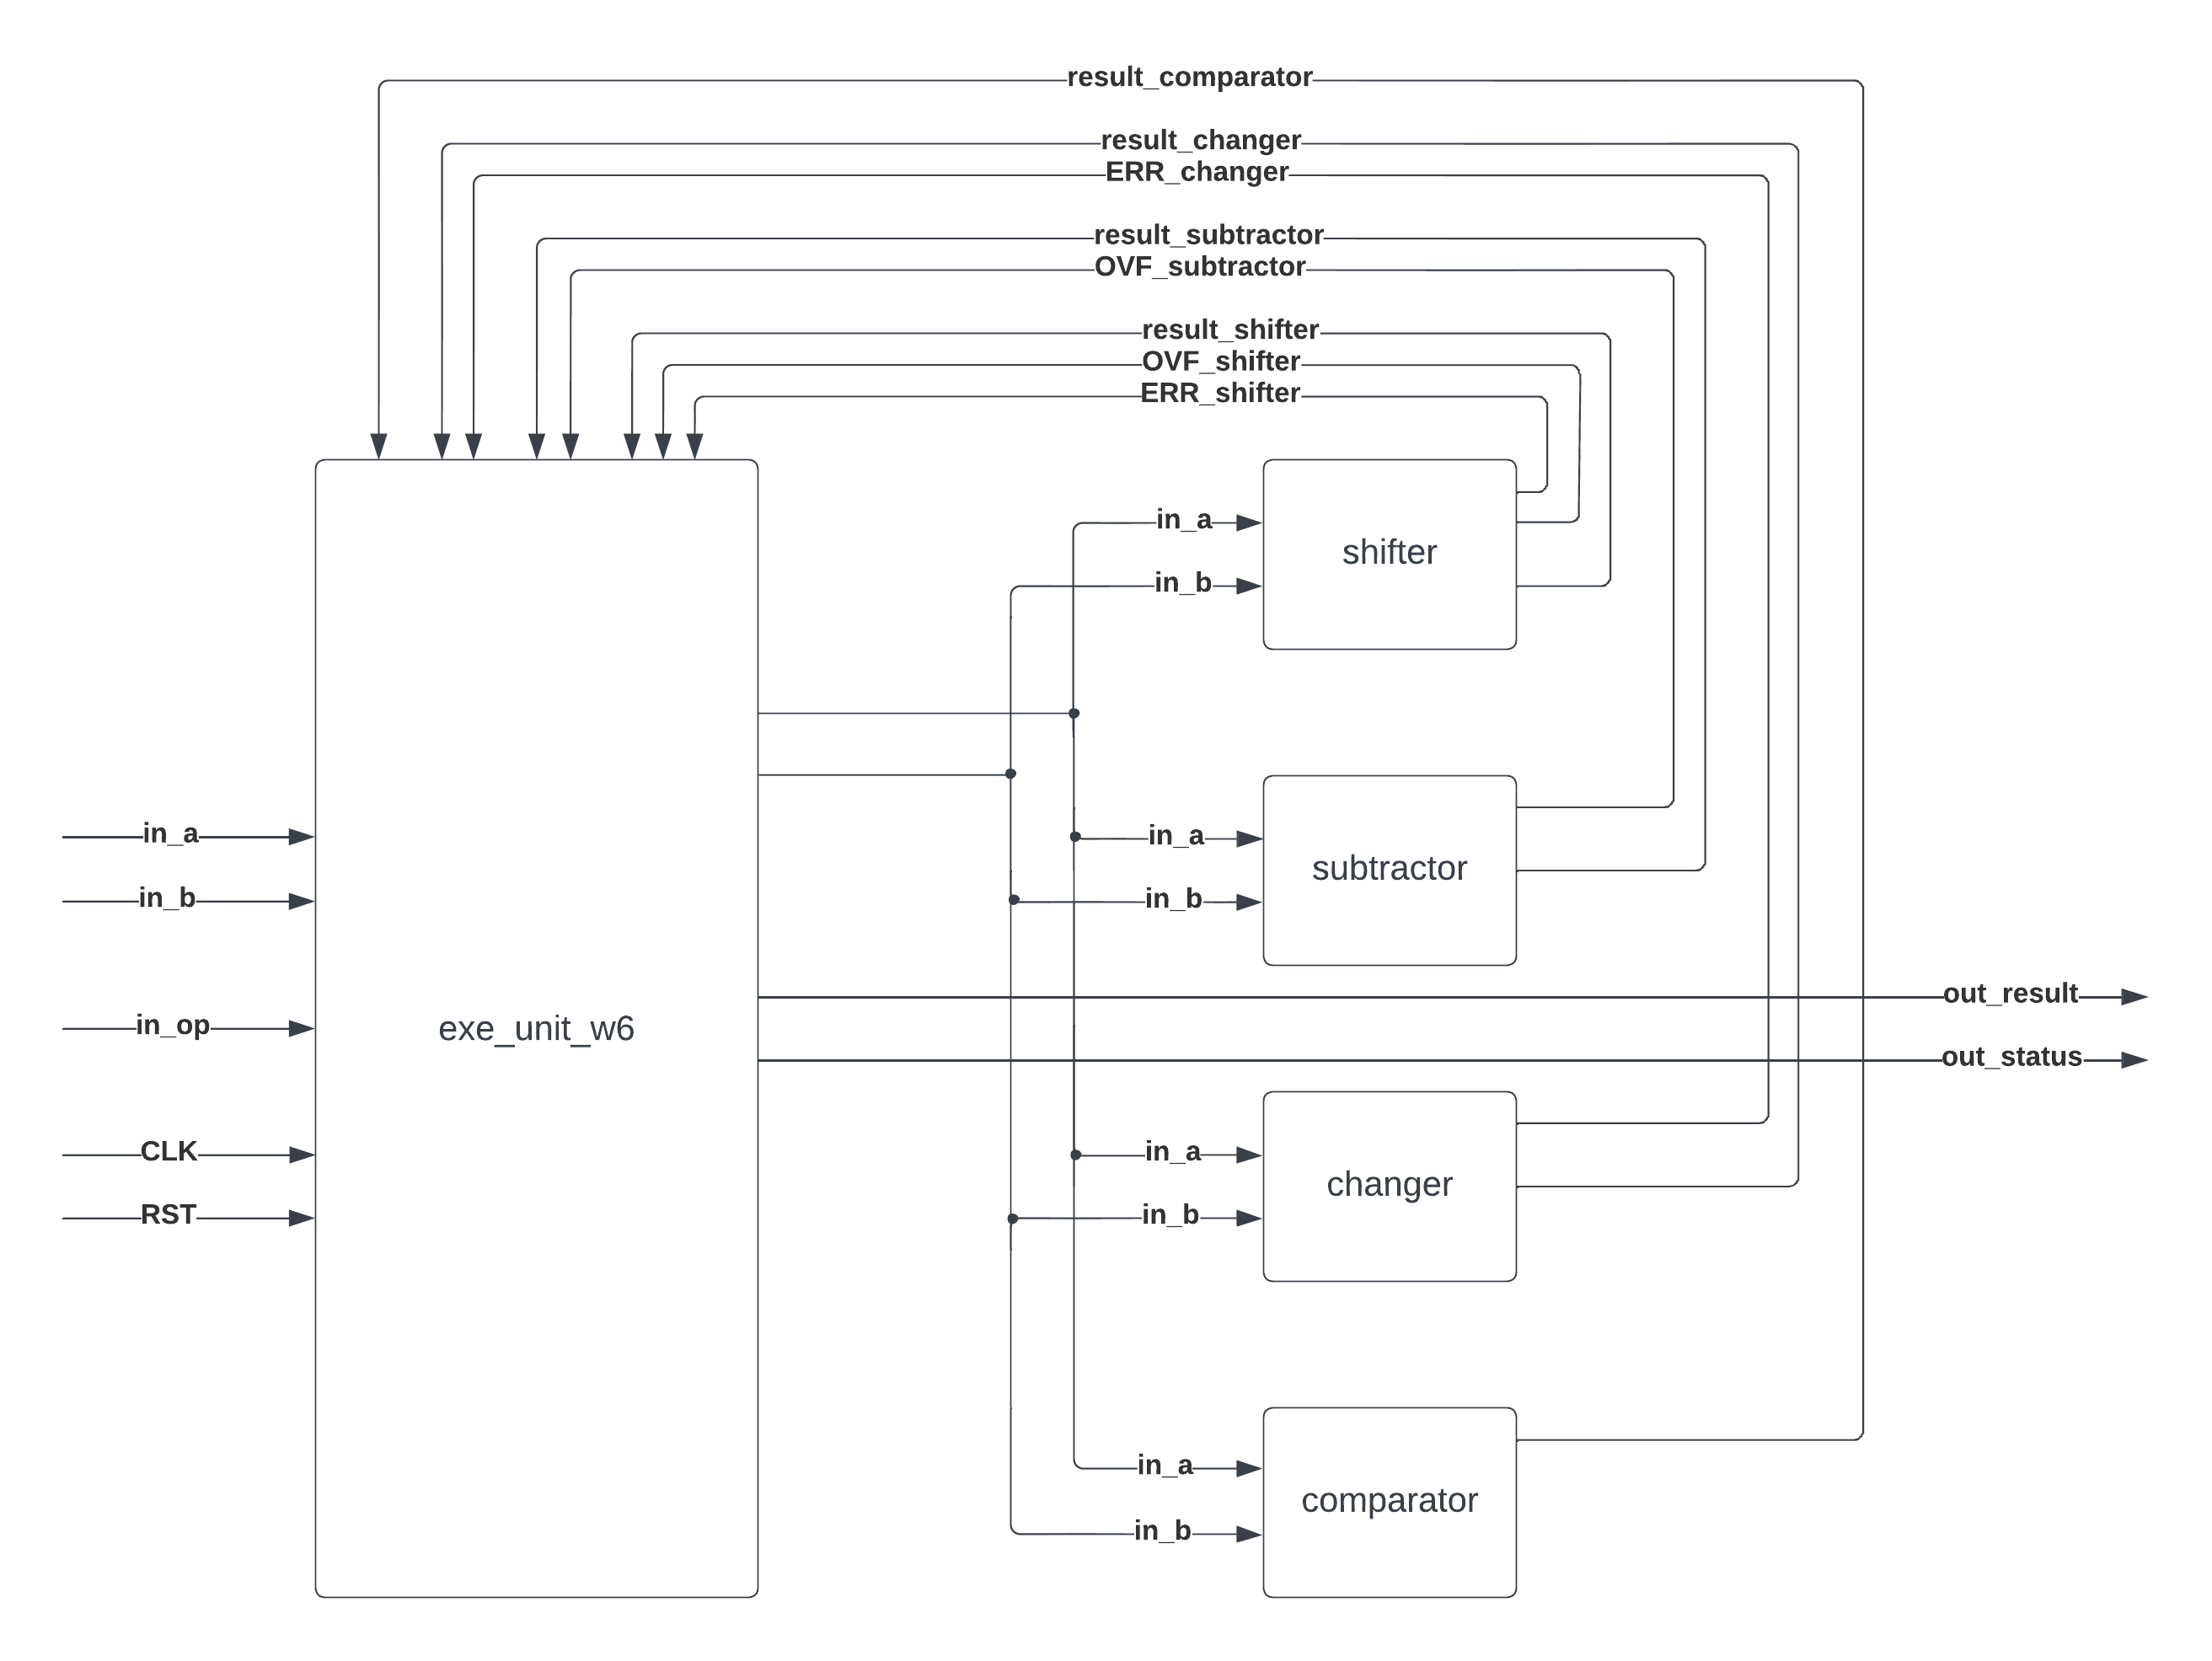 result_comparator
result_changer
ERR_changer
result_subtractor
OVF_subtractor
result_shifter
OVF_shifter
ERR_shifter
in_a
shifter
in_b
in_a
in_a
subtractor
in_b
in_b
out_result
in_op
exe_unit_w6
out_status
CLK
in_a
changer
RST
in_b
in_a
comparator
in_b